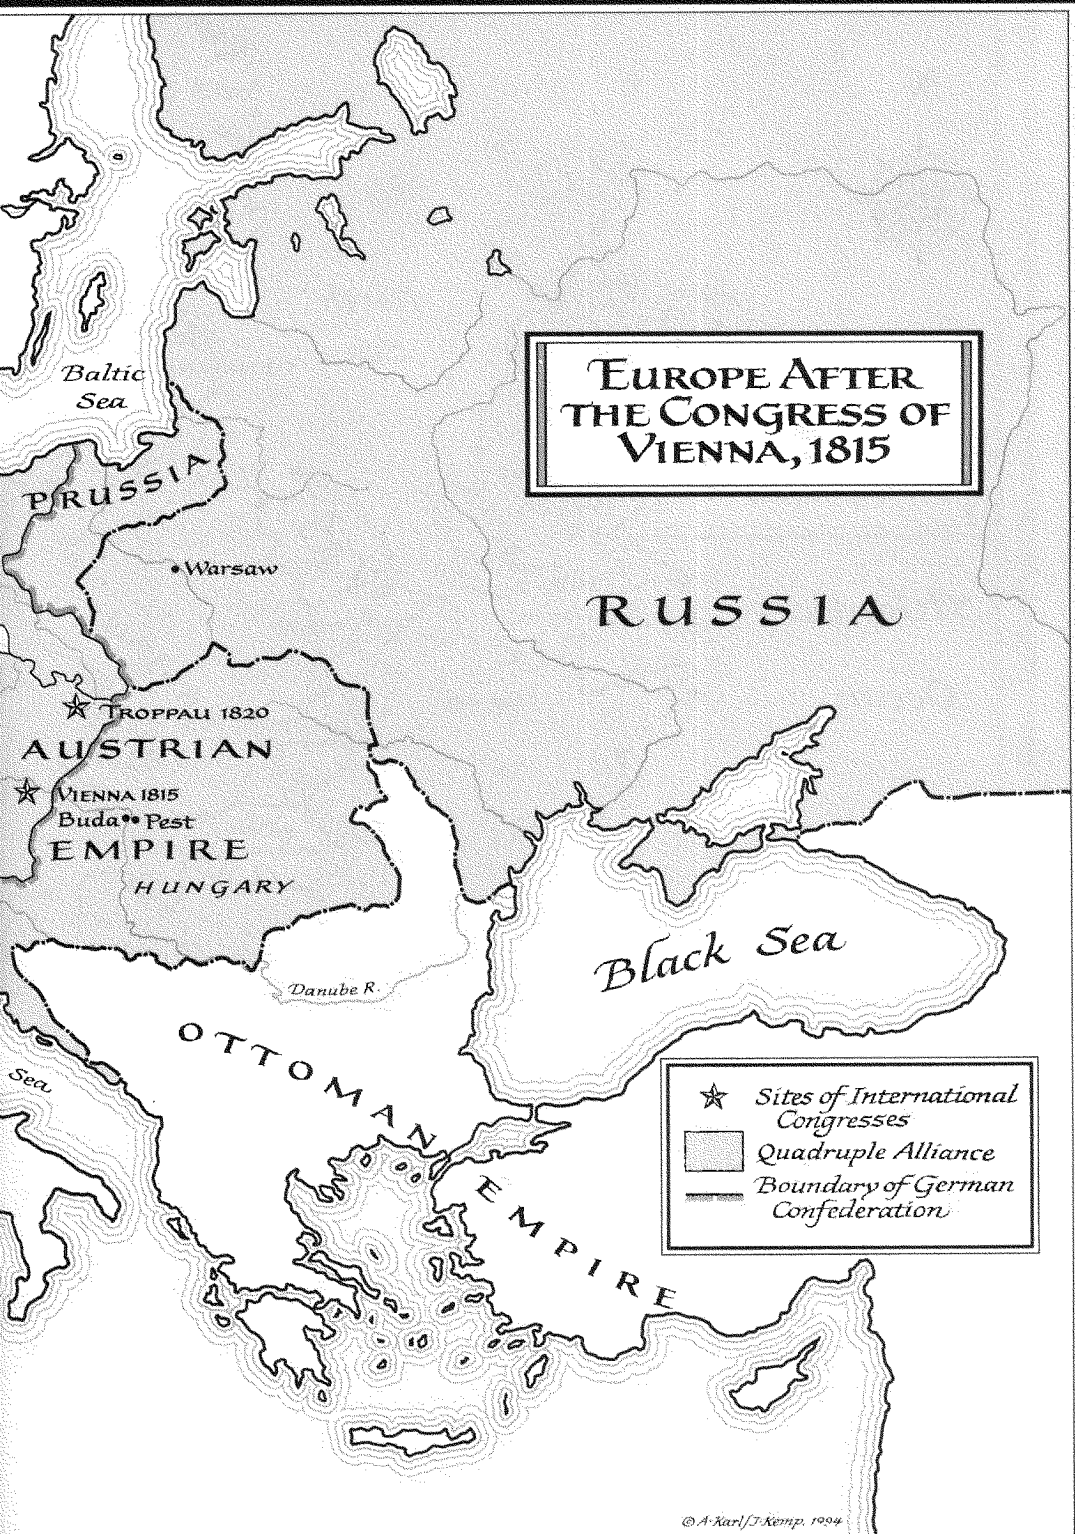 Baltic
Sea
EUROPE AFTER
THE CONGRESS OF
VIENNA, 1815
PRUSSIA
Warsaw
RUSSIA
TROPPAU 1820
AUSTRIAN
VIENNA 1815
Buda Pest
EMPIRE
HUNGARY
Black Sea
Danube R.
OTTOMAN
EMPIRE
Sea
Sites of International
Congresses
Quadruple Alliance
Boundary of German
Confederation
© A·Karl/J·Kemp, 1994